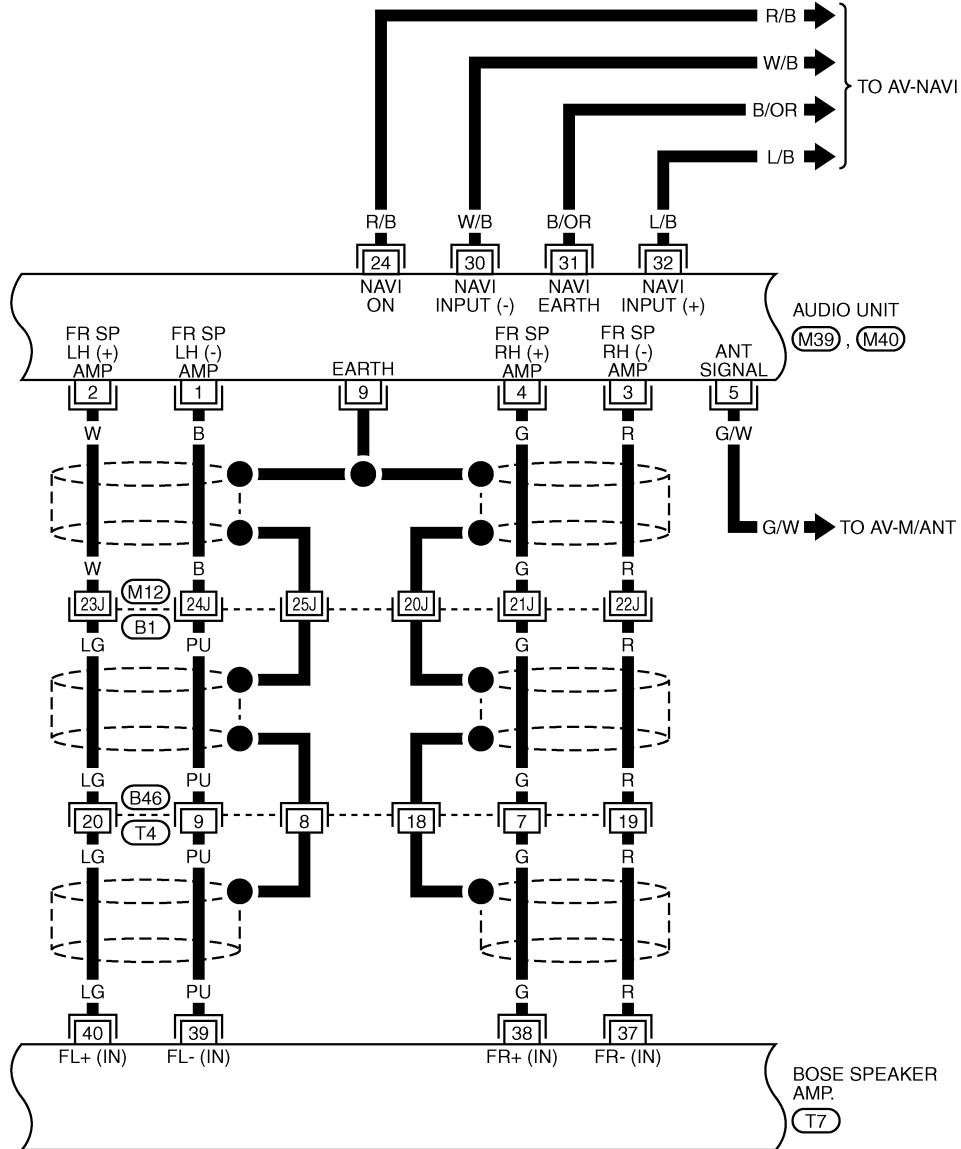 R/B
W/B
B/OR
L/B
TO AV-NAVI
R/B W/B B/OR L/B
24 30 31 32
NAVI ON
NAVI INPUT (-)
NAVI EARTH
NAVI INPUT (+)
AUDIO UNIT
M39 , M40
FR SP LH (+) AMP
FR SP LH (-) AMP
EARTH
FR SP RH (+) AMP
FR SP RH (-) AMP
ANT SIGNAL
2 1 9 4 3 5
W B G R G/W
G/W TO AV-M/ANT
W B G R
M12
23J 24J 25J 20J 21J 22J
B1
LG PU G R
LG PU G R
B46
20 9 8 18 7 19
T4
LG PU G R
LG PU G R
40 39 38 37
FL+ (IN) FL- (IN) FR+ (IN) FR- (IN)
BOSE SPEAKER
AMP.
T7